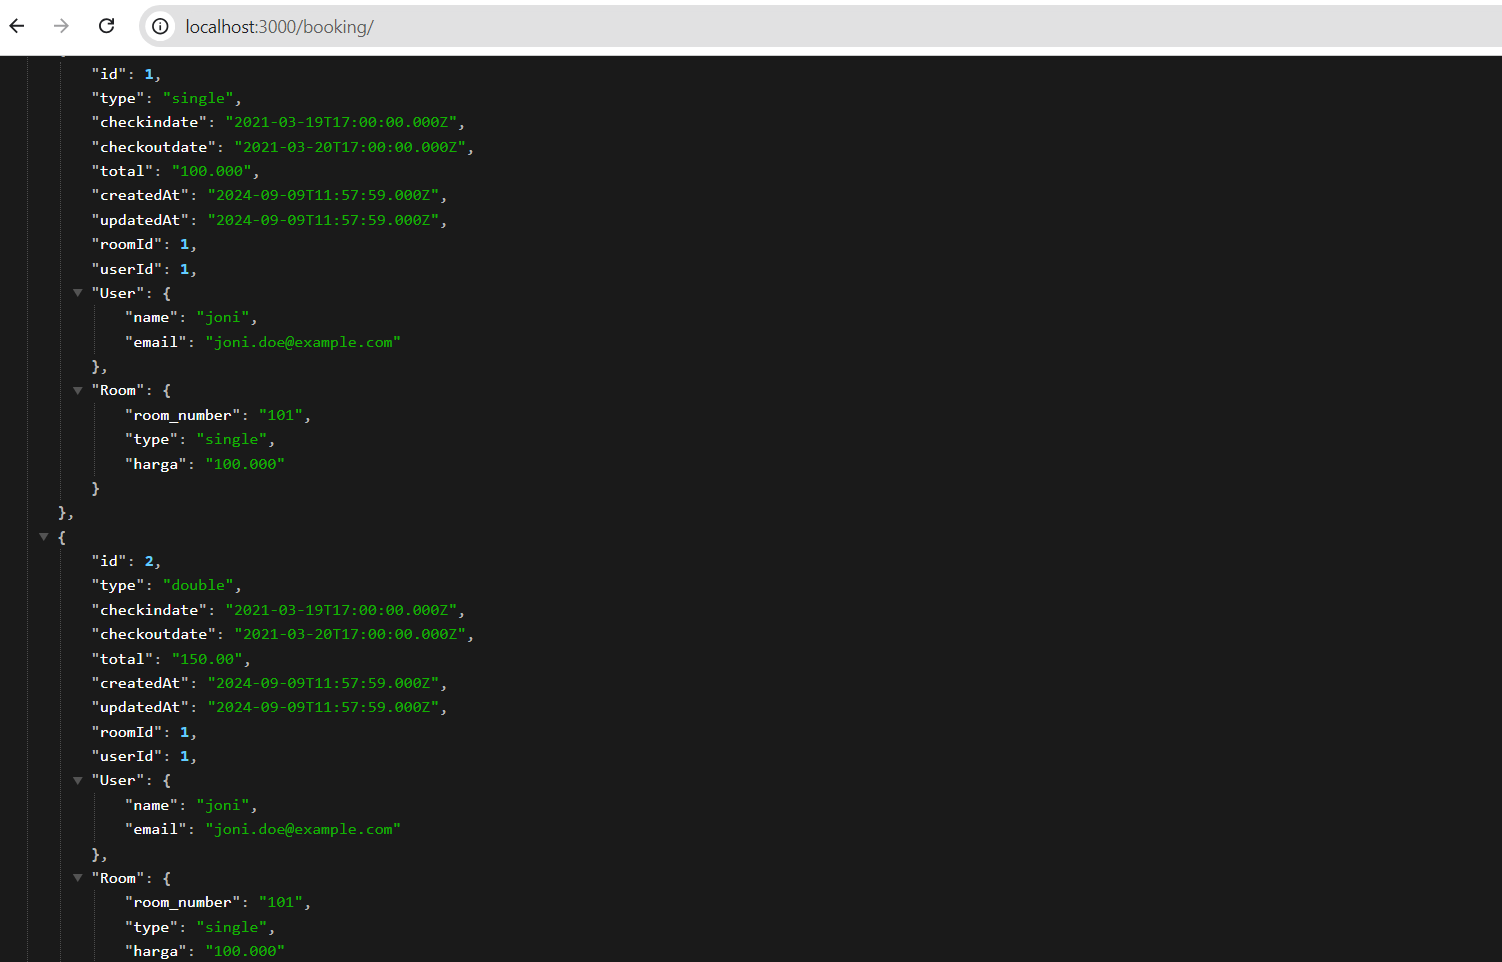 localhost:3000/booking/
"id": 1,
"type": "single",
"checkindate": "2021-03-19T17:00:00.000Z",
"checkoutdate": "2021-03-20T17:00:00.000Z",
"total": "100.000",
"createdAt": "2024-09-09T11:57:59.000Z",
"updatedAt": "2024-09-09T11:57:59.000Z",
"roomId": 1,
"userId": 1,
"User": {
"name": "joni",
"email": "joni.doe@example.com"
},
"Room": {
"room_number": "101",
"type": "single",
"harga": "100.000"
}
},
{
"id": 2,
"type": "double",
"checkindate": "2021-03-19T17:00:00.000Z",
"checkoutdate": "2021-03-20T17:00:00.000Z",
"total": "150.00",
"createdAt": "2024-09-09T11:57:59.000Z",
"updatedAt": "2024-09-09T11:57:59.000Z",
"roomId": 1,
"userId": 1,
"User": {
"name": "joni",
"email": "joni.doe@example.com"
},
"Room": {
"room_number": "101",
"type": "single",
"harga": "100.000"